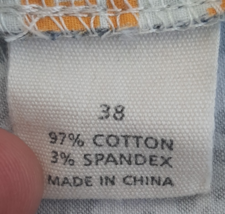 38
97% COTTON
3% SPANDEX
MADE IN CHINA